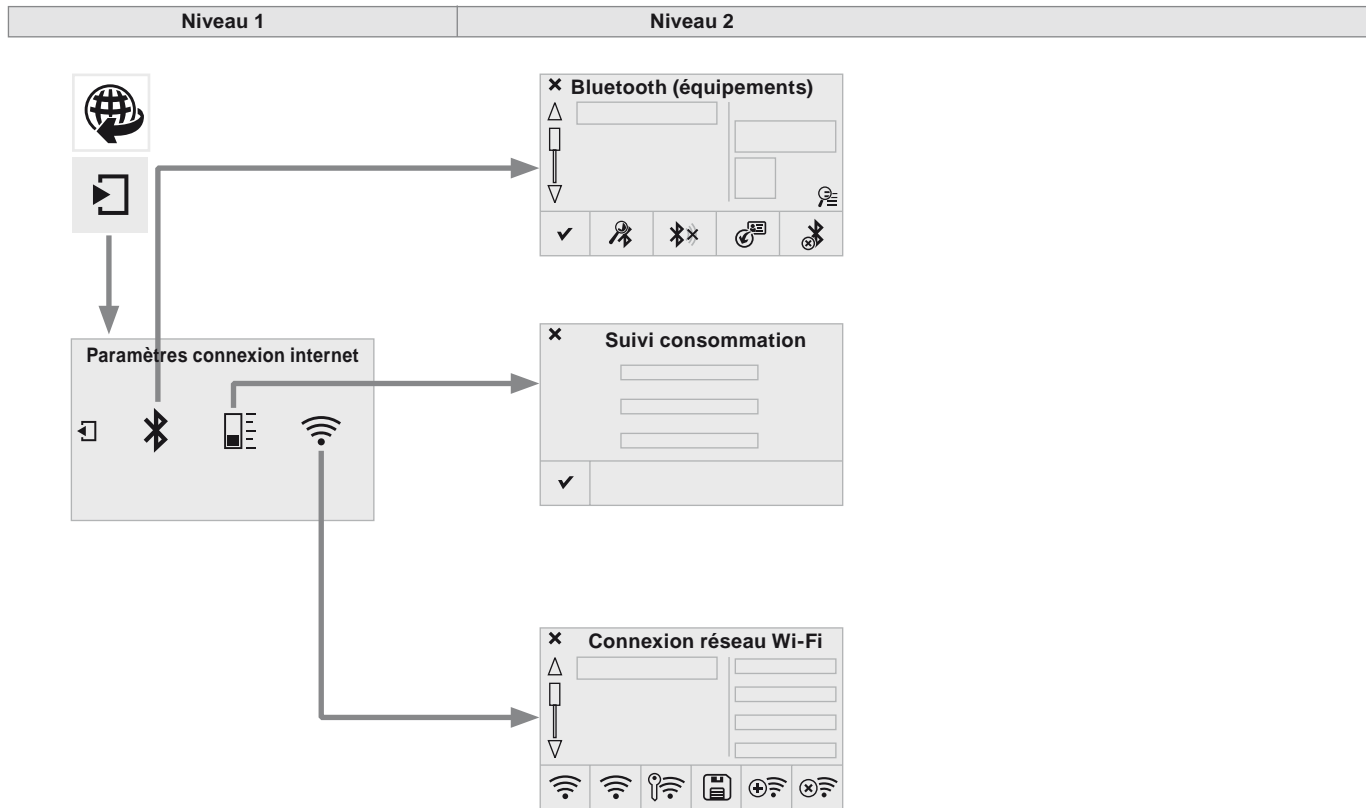 Niveau 1
Niveau 2
Bluetooth (équipements)
Paramètres connexion internet
Suivi consommation
Connexion réseau Wi-Fi